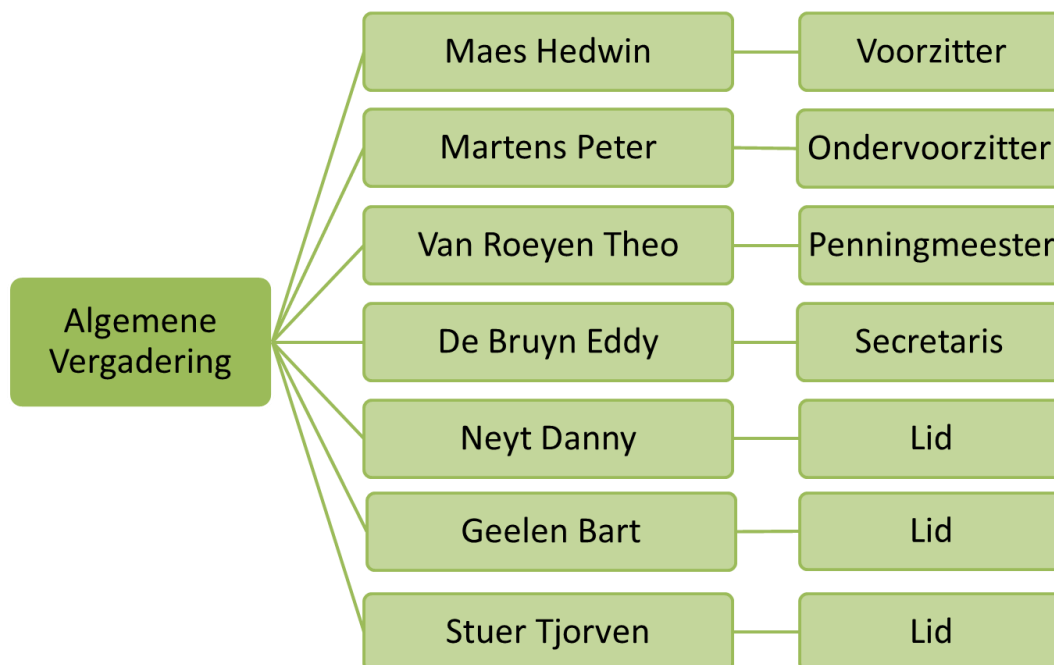 Algemene
Vergadering
Maes Hedwin
Voorzitter
Martens Peter
Ondervoorzitter
Van Roeyen Theo
Penningmeester
De Bruyn Eddy
Secretaris
Neyt Danny
Lid
Geelen Bart
Lid
Stuer Tjorven
Lid